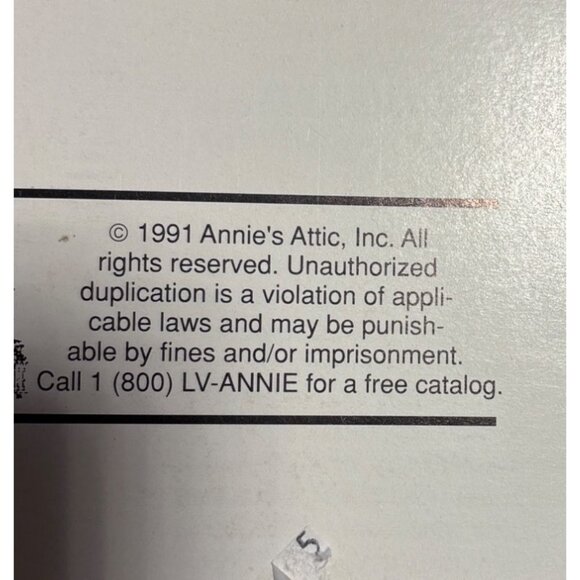 © 1991 Annie's Attic, Inc. All
rights reserved. Unauthorized
duplication is a violation of appli-
cable laws and may be punish-
able by fines and/or imprisonment.
Call 1 (800) LV-ANNIE for a free catalog.
5